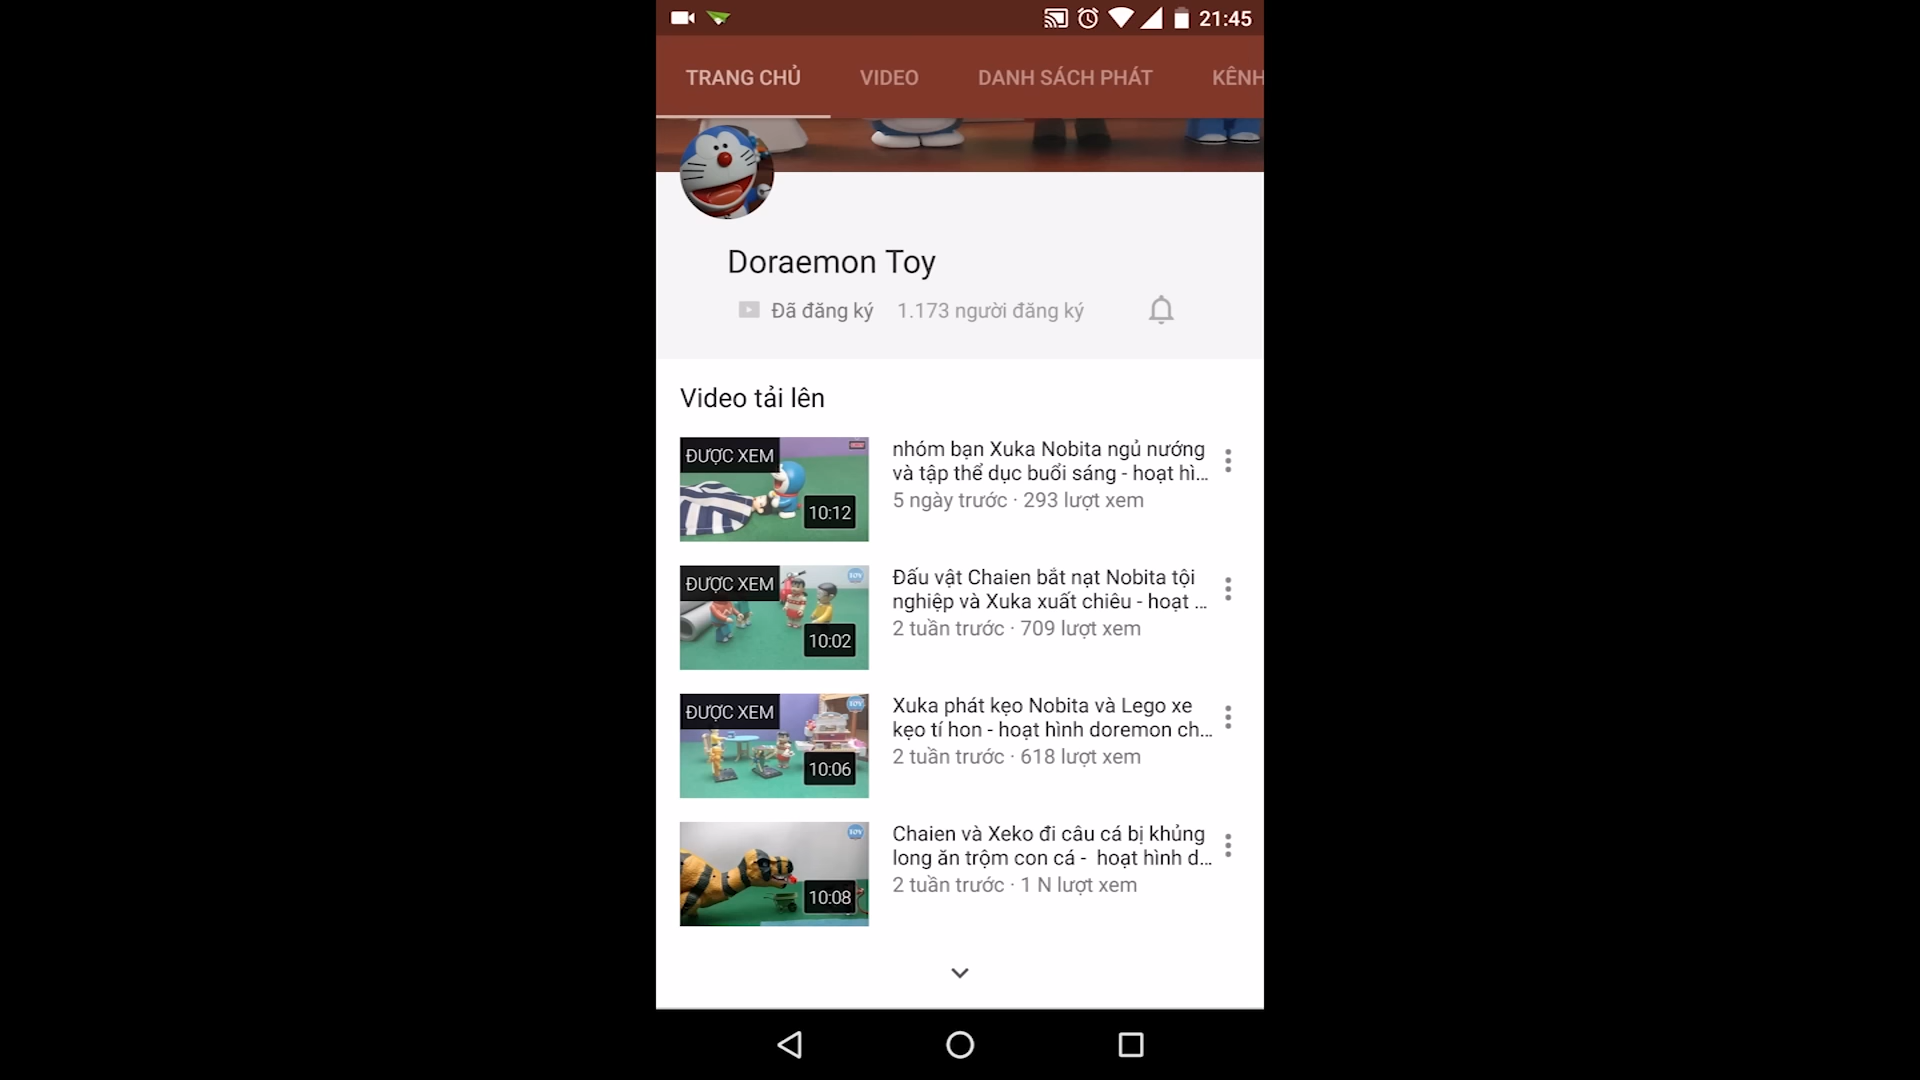 21:45
TRANG CHỦ VIDEO DANH SÁCH PHÁT KÊNH
Doraemon Toy
Đã đăng ký 1.173 người đăng ký
Video tải lên
ĐƯỢC XEM
10:12
nhóm bạn Xuka Nobita ngủ nướng
và tập thể dục buổi sáng - hoạt hì...
5 ngày trước · 293 lượt xem
ĐƯỢC XEM
10:02
Đấu vật Chaien bắt nạt Nobita tội
nghiệp và Xuka xuất chiêu - hoạt ...
2 tuần trước · 709 lượt xem
ĐƯỢC XEM
10:06
Xuka phát kẹo Nobita và Lego xe
kẹo tí hon - hoạt hình doremon ch...
2 tuần trước · 618 lượt xem
10:08
Chaien và Xeko đi câu cá bị khủng
long ăn trộm con cá - hoạt hình d...
2 tuần trước · 1 N lượt xem